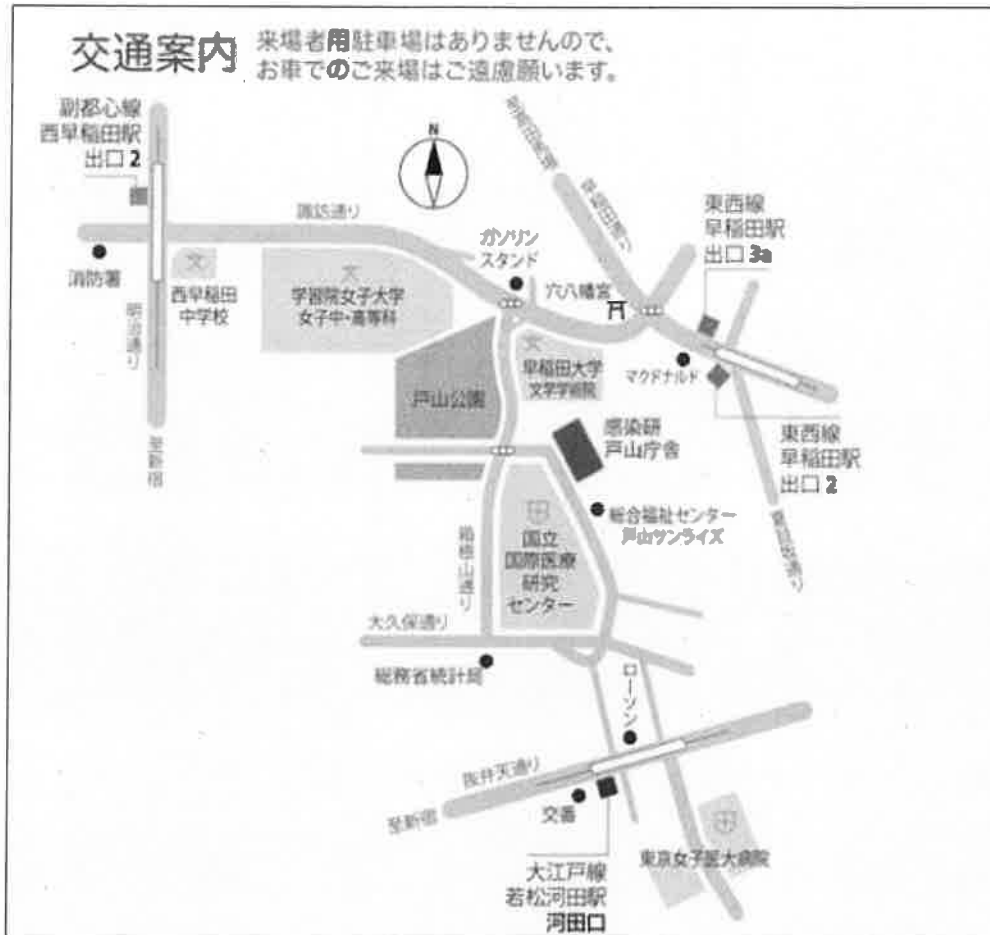 交通案内
来場者用駐車場はありませんので、
お車でのご来場はご遠慮願います。
副都心線
西早稲田駅
出口 2
N
諏訪通り
消防署
明治通り
至新宿
西早稲田
中学校
学習院女子大学
女子中・高等科
ガソリン
スタンド
穴八幡宮
早稲田通り
東西線
早稲田駅
出口 3a
早稲田大学
文学学術院
マクドナルド
戸山公園
感染研
戸山庁舎
東西線
早稲田駅
出口 2
総合福祉センター
戸山サンライズ
国立
国際医療
研究
センター
箱根山通り
大久保通り
総務省統計局
ローソン
抜弁天通り
至新宿
交番
東京女子医大病院
大江戸線
若松河田駅
河田口